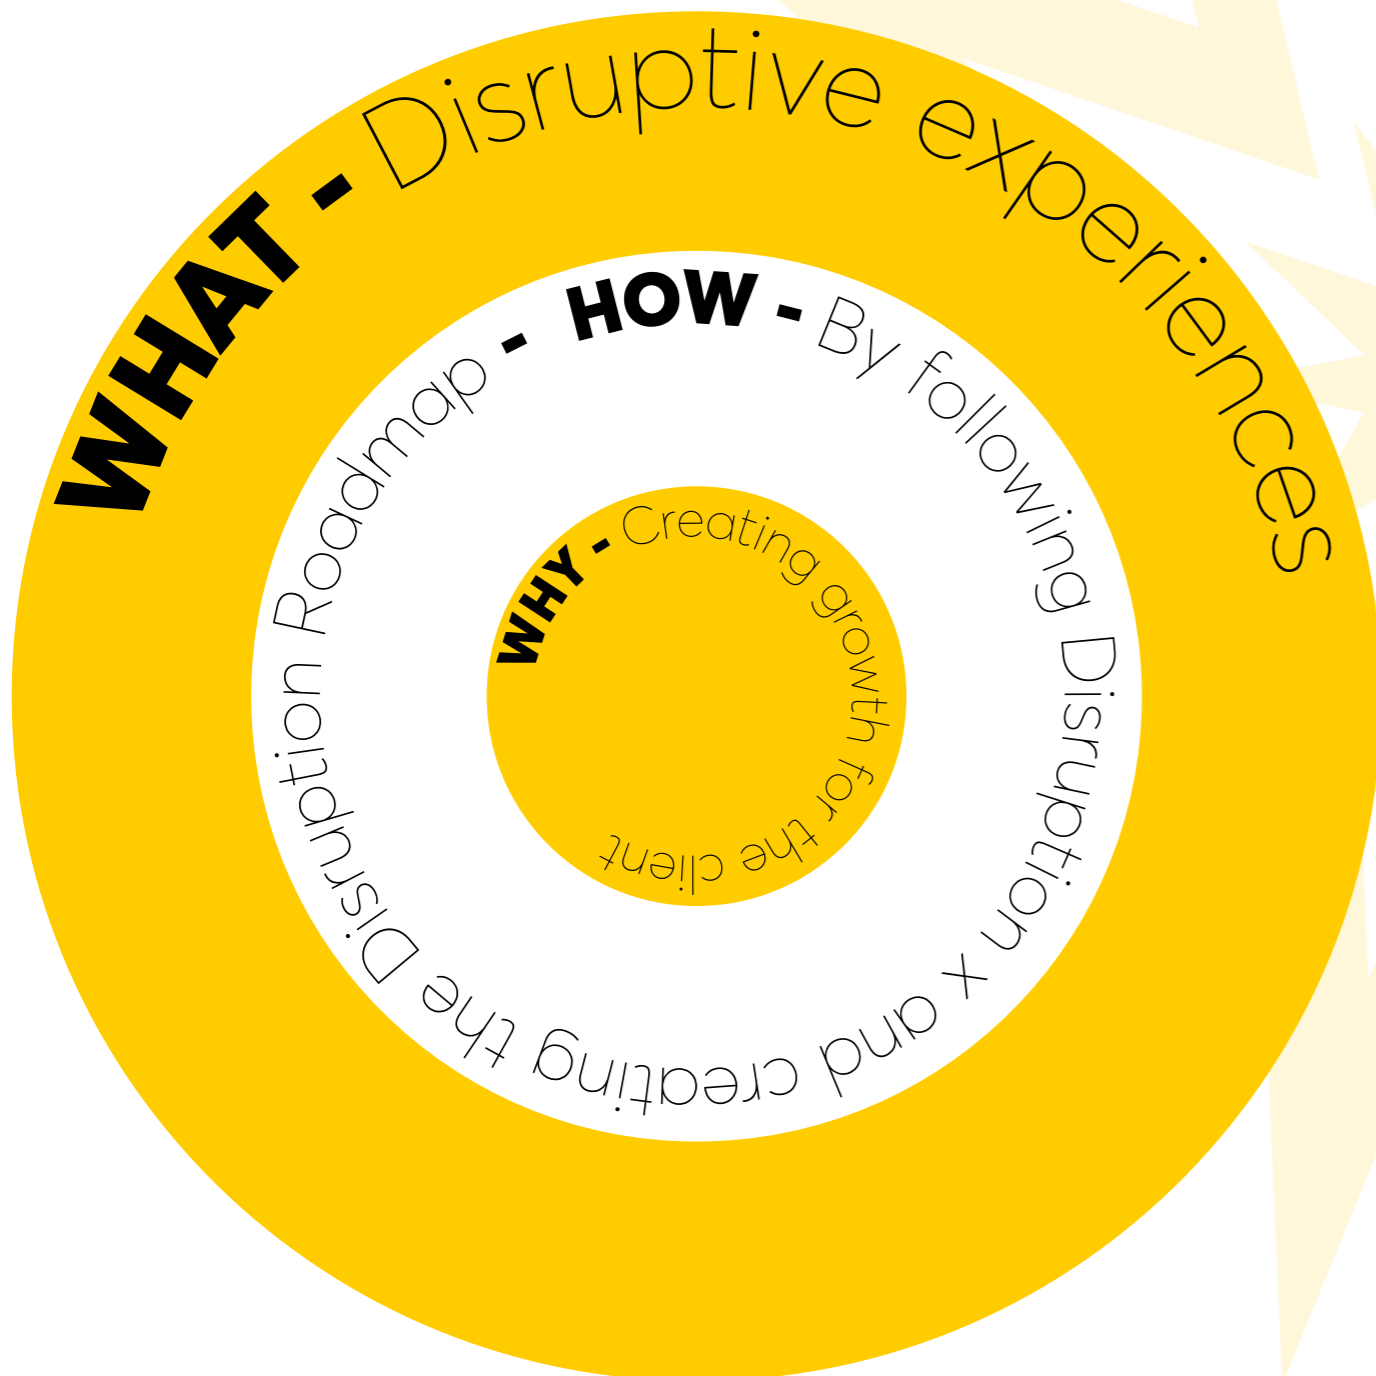 WHAT - Disruptive experiences
HOW - By following Disruption x and creating the Disruption Roadmap -
WHY - Creating growth for the client